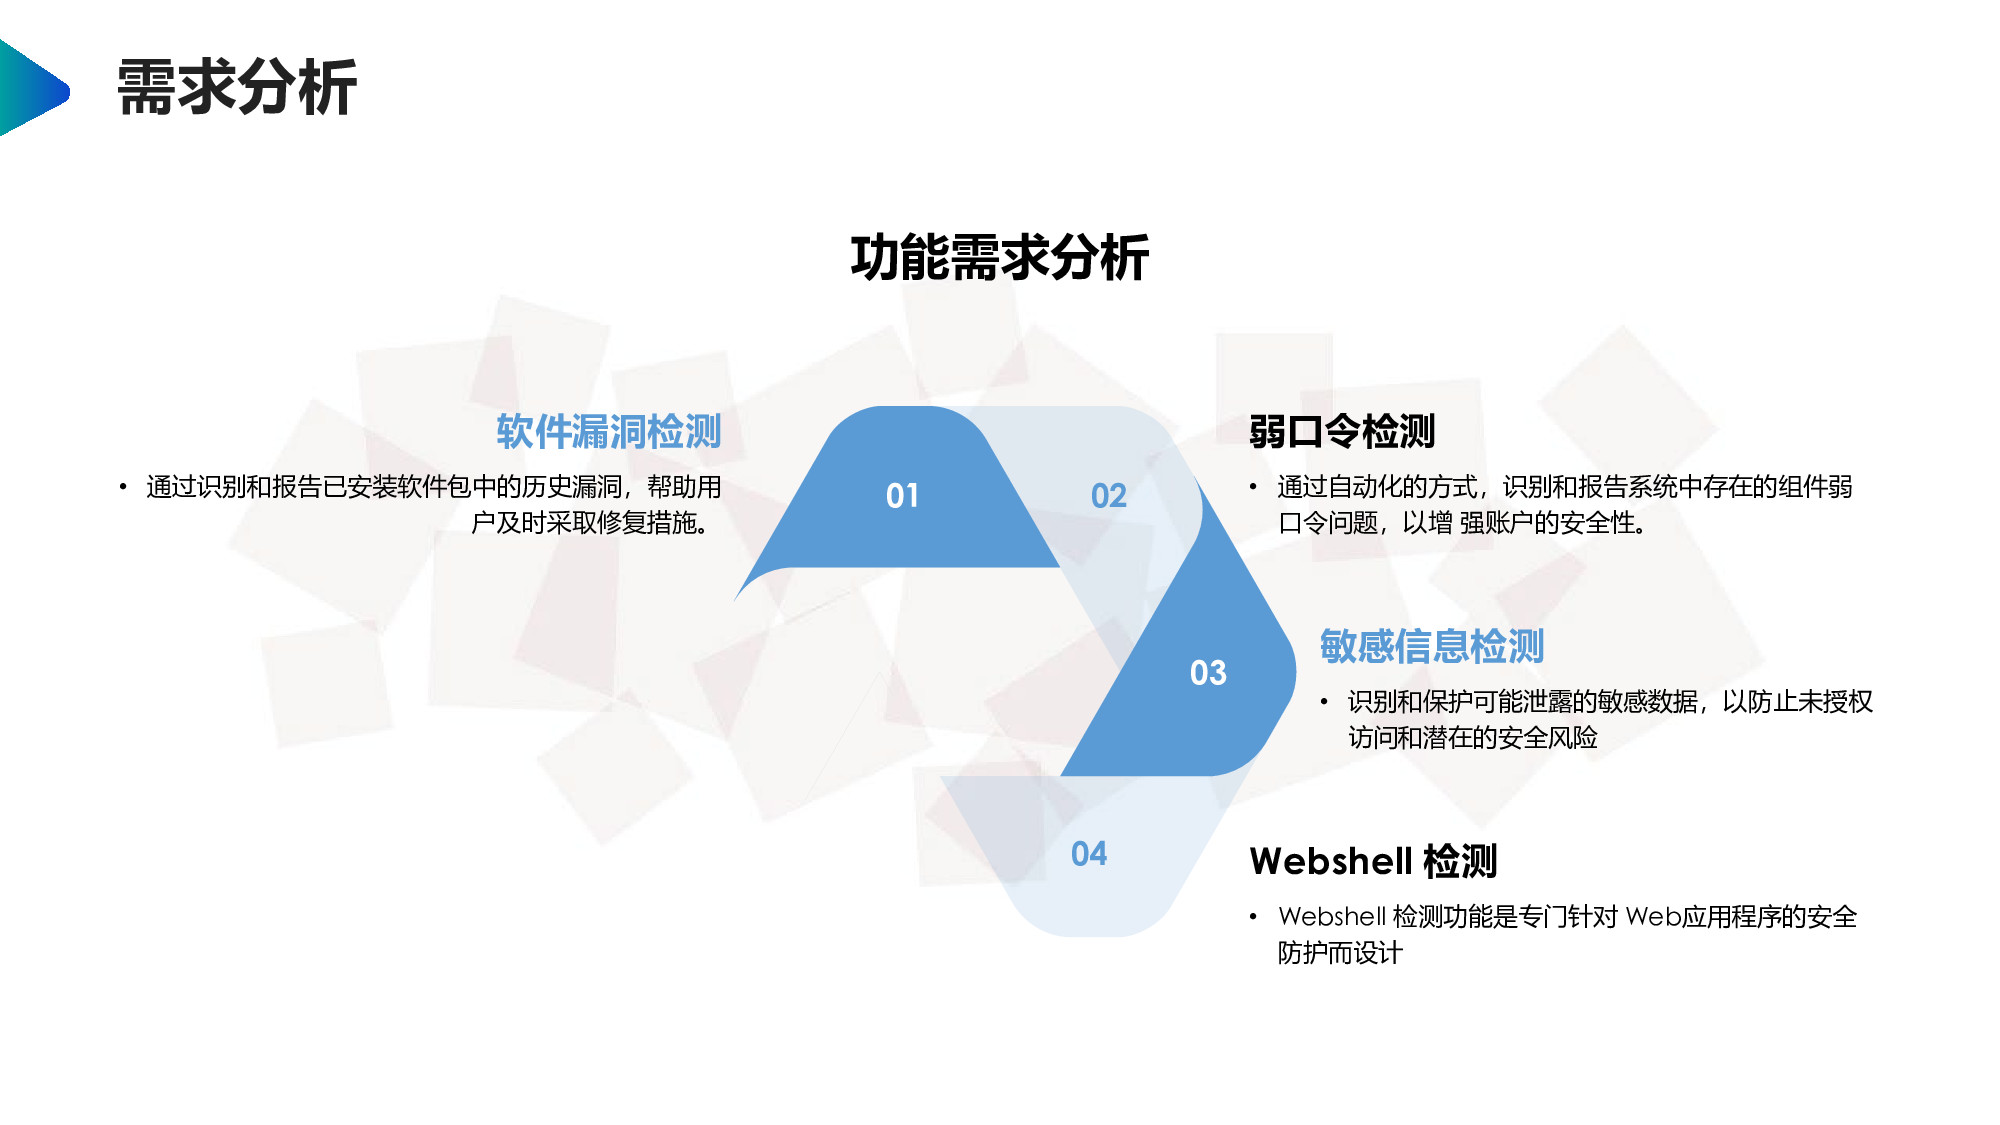 需求分析
功能需求分析
软件漏洞检测
• 通过识别和报告已安装软件包中的历史漏洞，帮助用
户及时采取修复措施。
01
02
弱口令检测
• 通过自动化的方式，识别和报告系统中存在的组件弱
口令问题，以增 强账户的安全性。
03
敏感信息检测
• 识别和保护可能泄露的敏感数据，以防止未授权
访问和潜在的安全风险
04
Webshell 检测
• Webshell 检测功能是专门针对 Web应用程序的安全
防护而设计